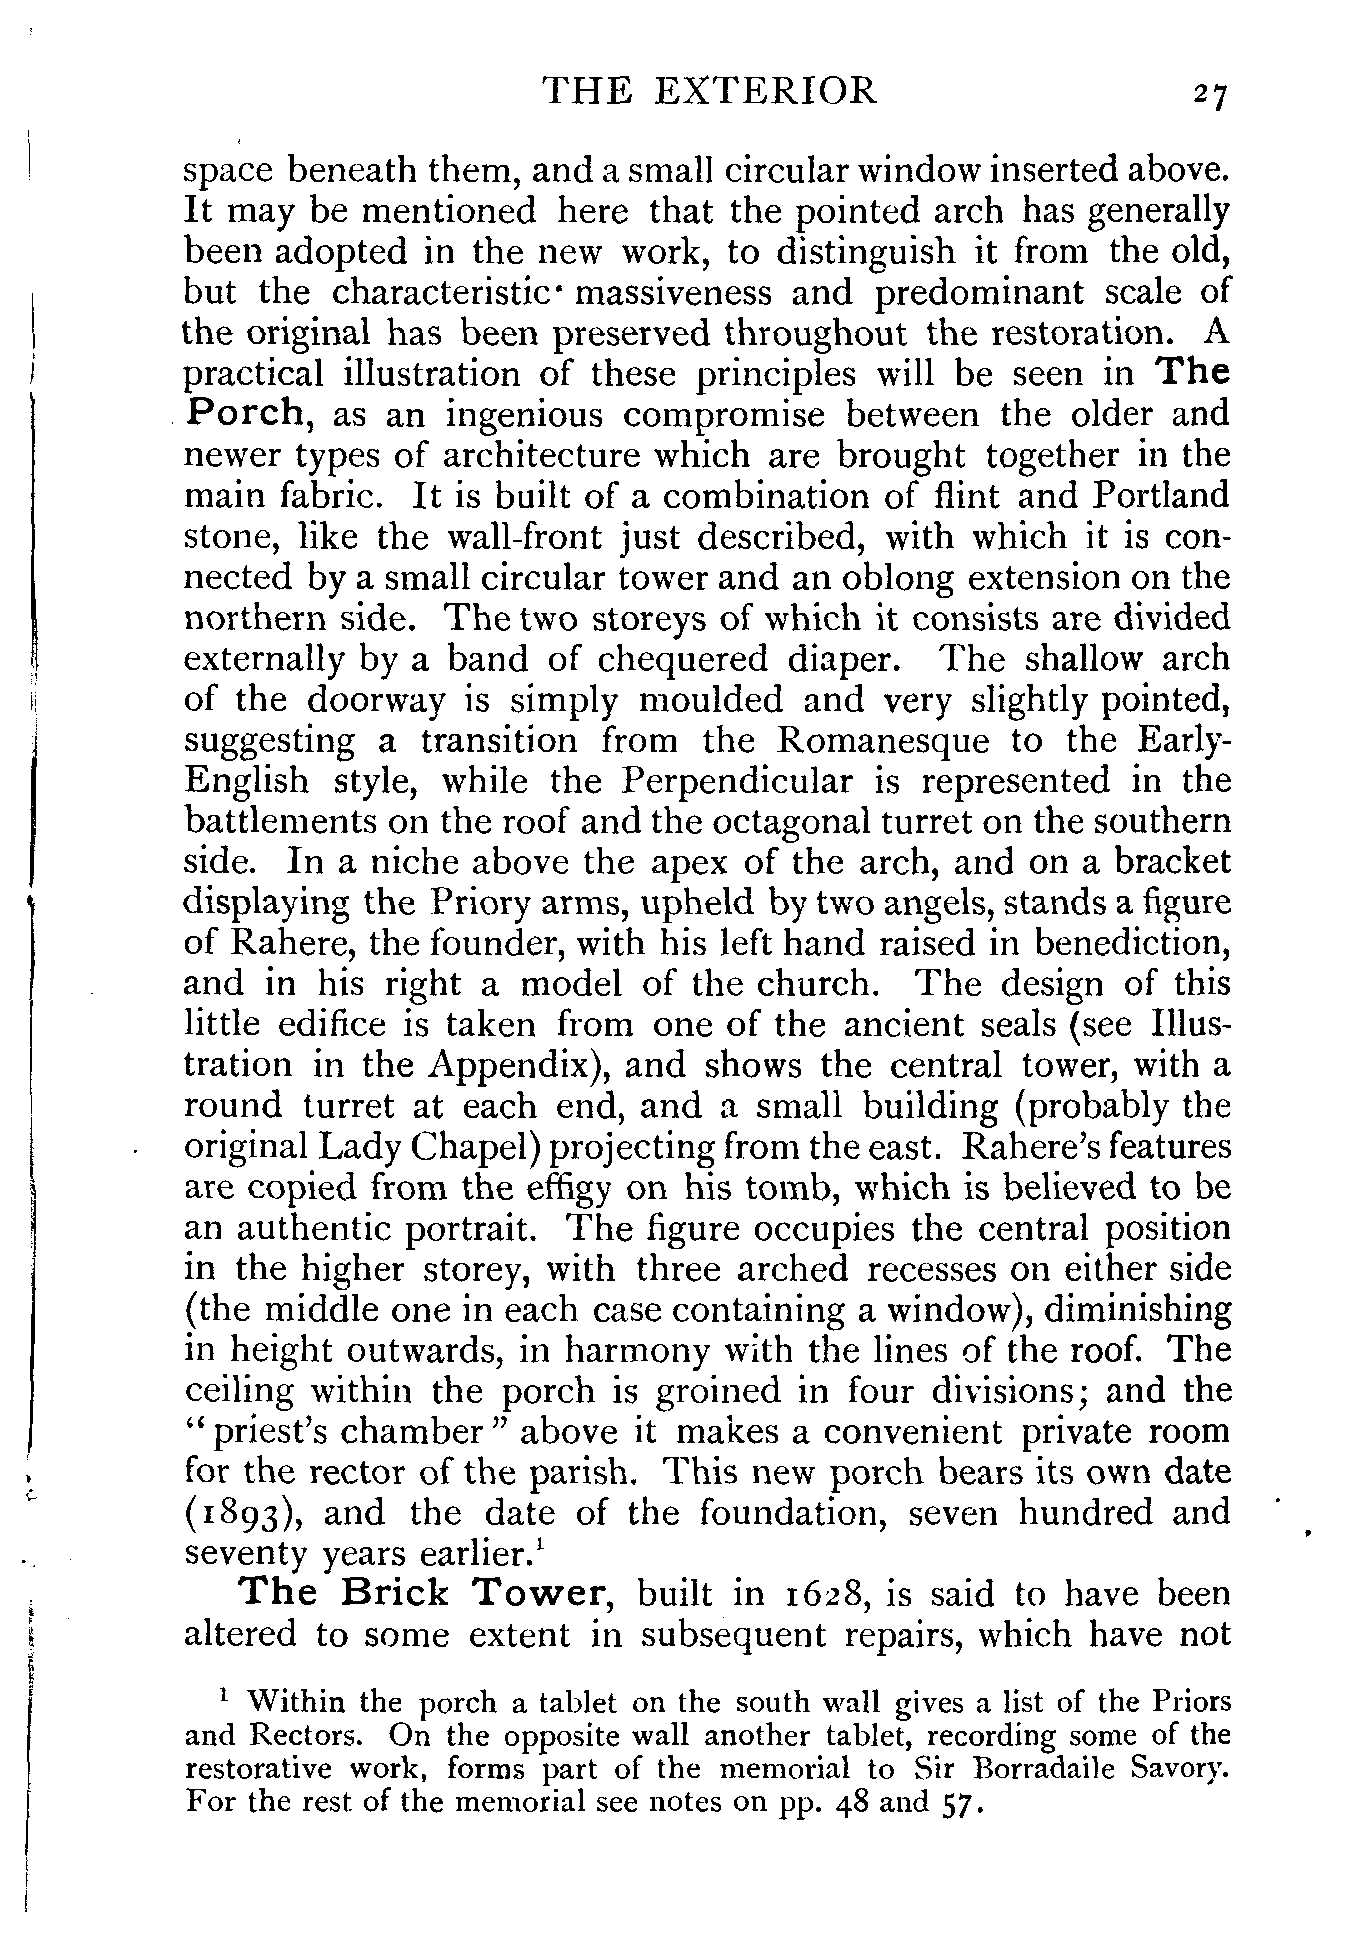 THE EXTERIOR 27
space beneath them, and a small circular window inserted above.
It may be mentioned here that the pointed arch has generally
been adopted in the new work, to distinguish it from the old,
but the characteristic massiveness and predominant scale of
the original has been preserved throughout the restoration. A
practical illustration of these principles will be seen in The
Porch, as an ingenious compromise between the older and
newer types of architecture which are brought together in the
main fabric. It is built of a combination of flint and Portland
stone, like the wall-front just described, with which it is con-
nected by a small circular tower and an oblong extension on the
northern side. The two storeys of which it consists are divided
externally by a band of chequered diaper. The shallow arch
of the doorway is simply moulded and very slightly pointed,
suggesting a transition from the Romanesque to the Early-
English style, while the Perpendicular is represented in the
battlements on the roof and the octagonal turret on the southern
side. In a niche above the apex of the arch, and on a bracket
displaying the Priory arms, upheld by two angels, stands a figure
of Rahere, the founder, with his left hand raised in benediction,
and in his right a model of the church. The design of this
little edifice is taken from one of the ancient seals (see Illus-
tration in the Appendix), and shows the central tower, with a
round turret at each end, and a small building (probably the
original Lady Chapel) projecting from the east. Rahere's features
are copied from the effigy on his tomb, which is believed to be
an authentic portrait. The figure occupies the central position
in the higher storey, with three arched recesses on either side
(the middle one in each case containing a window), diminishing
in height outwards, in harmony with the lines of the roof. The
ceiling within the porch is groined in four divisions; and the
“priest's chamber” above it makes a convenient private room
for the rector of the parish. This new porch bears its own date
(1893), and the date of the foundation, seven hundred and
seventy years earlier.¹
The Brick Tower, built in 1628, is said to have been
altered to some extent in subsequent repairs, which have not
¹ Within the porch a tablet on the south wall gives a list of the Priors
and Rectors. On the opposite wall another tablet, recording some of the
restorative work, forms part of the memorial to Sir Borradaile Savory.
For the rest of the memorial see notes on pp. 48 and 57.